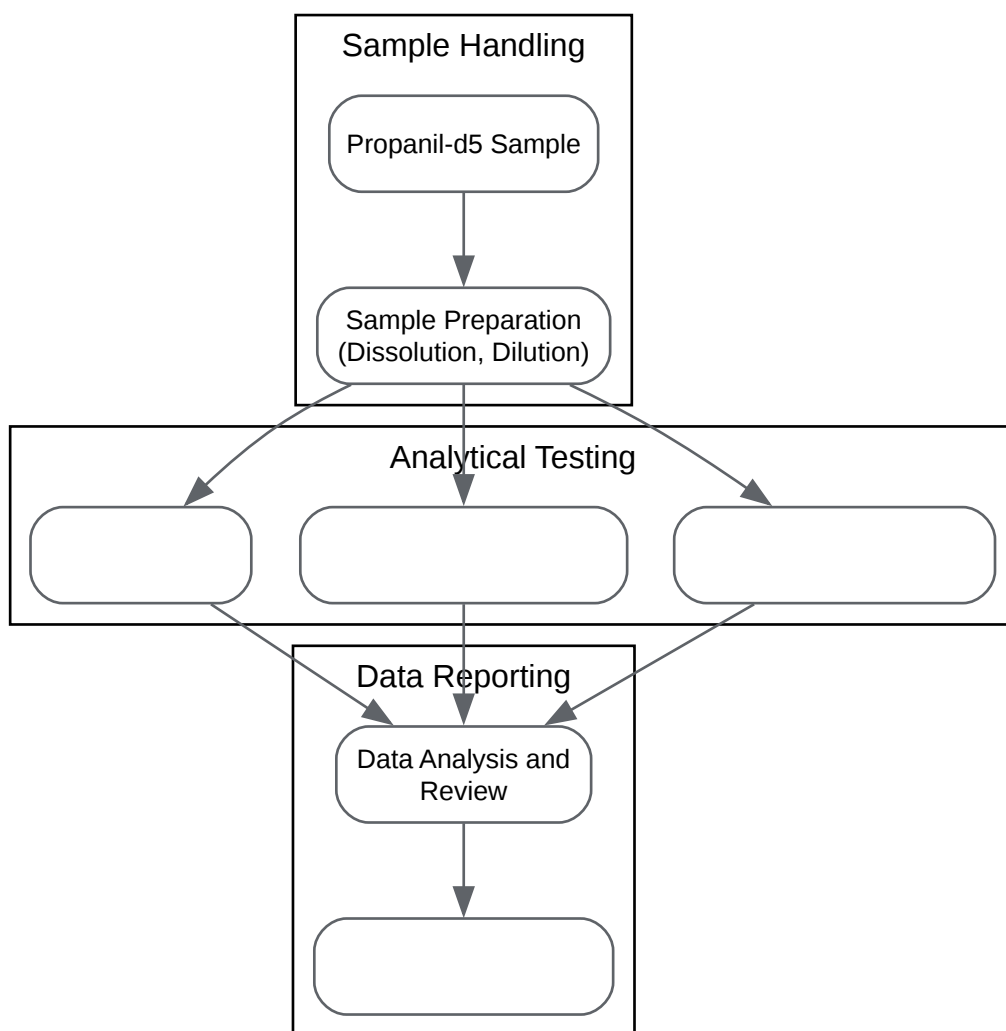 Sample Handling
Propanil-d5 Sample
Sample Preparation
(Dissolution, Dilution)
Analytical Testing
Data Reporting
Data Analysis and
Review